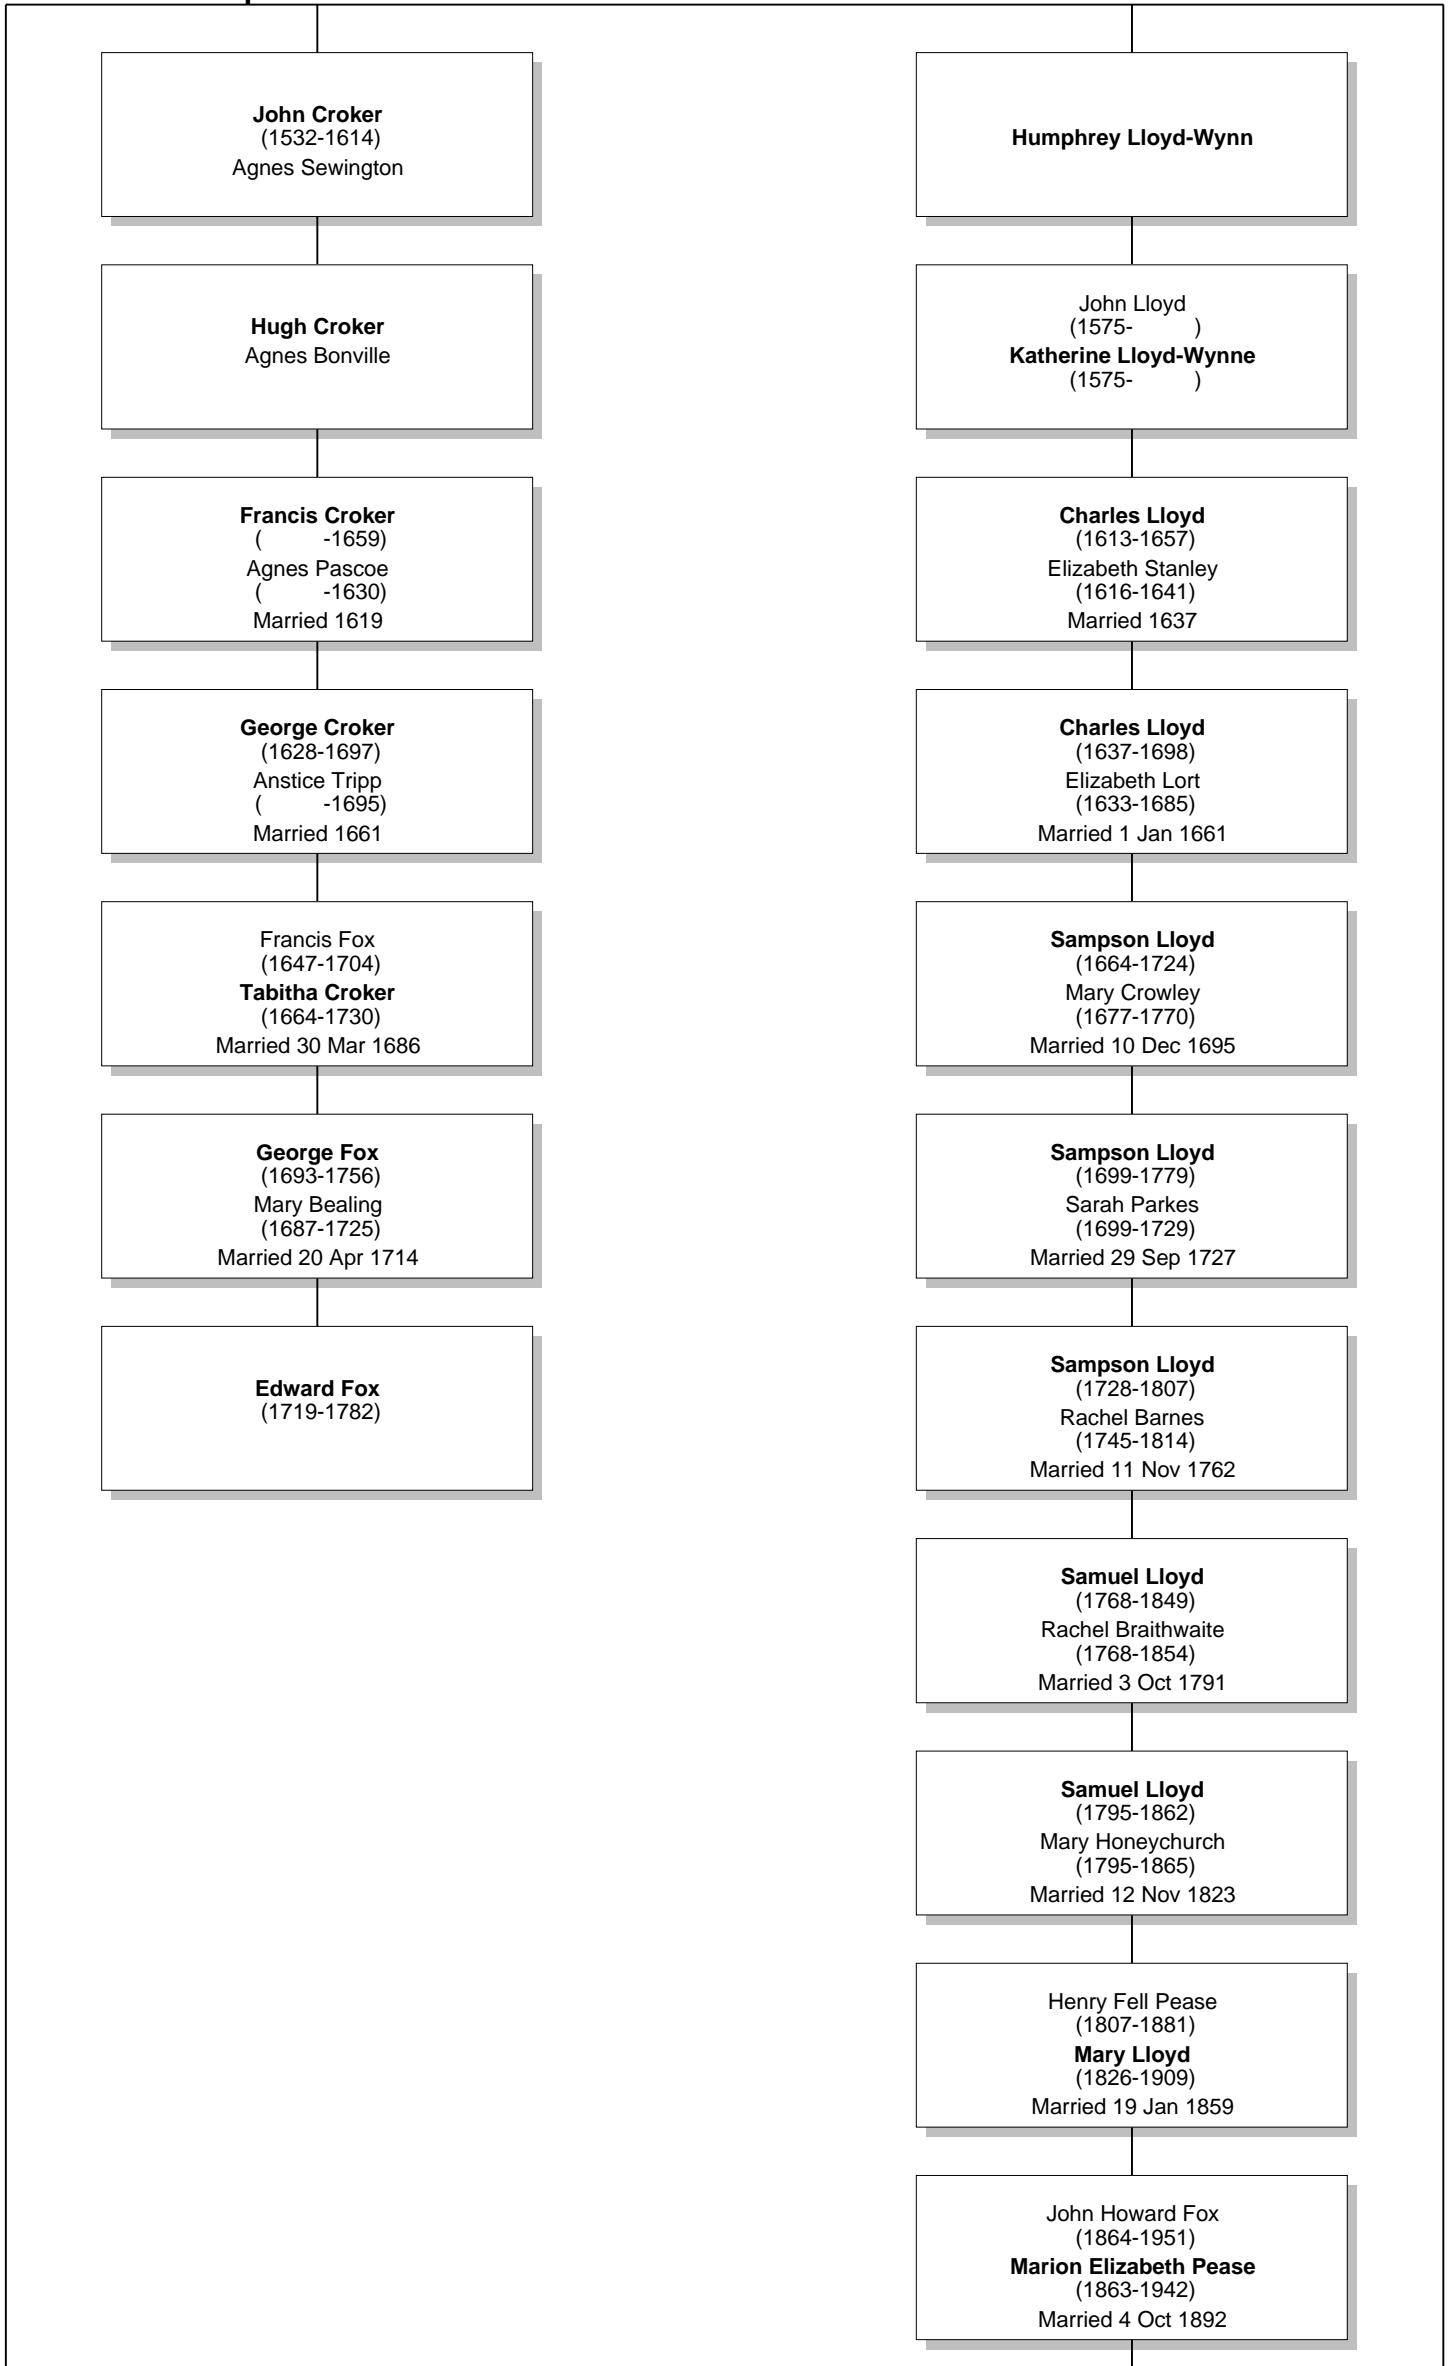 John Croker
(1532-1614)
Agnes Sewington
Hugh Croker
Agnes Bonville
Francis Croker
(          -1659)
Agnes Pascoe
(          -1630)
Married 1619
George Croker
(1628-1697)
Anstice Tripp
(          -1695)
Married 1661
Francis Fox
(1647-1704)
Tabitha Croker
(1664-1730)
Married 30 Mar 1686
George Fox
(1693-1756)
Mary Bealing
(1687-1725)
Married 20 Apr 1714
Edward Fox
(1719-1782)
Humphrey Lloyd-Wynn
John Lloyd
(1575-          )
Katherine Lloyd-Wynne
(1575-          )
Charles Lloyd
(1613-1657)
Elizabeth Stanley
(1616-1641)
Married 1637
Charles Lloyd
(1637-1698)
Elizabeth Lort
(1633-1685)
Married 1 Jan 1661
Sampson Lloyd
(1664-1724)
Mary Crowley
(1677-1770)
Married 10 Dec 1695
Sampson Lloyd
(1699-1779)
Sarah Parkes
(1699-1729)
Married 29 Sep 1727
Sampson Lloyd
(1728-1807)
Rachel Barnes
(1745-1814)
Married 11 Nov 1762
Samuel Lloyd
(1768-1849)
Rachel Braithwaite
(1768-1854)
Married 3 Oct 1791
Samuel Lloyd
(1795-1862)
Mary Honeychurch
(1795-1865)
Married 12 Nov 1823
Henry Fell Pease
(1807-1881)
Mary Lloyd
(1826-1909)
Married 19 Jan 1859
John Howard Fox
(1864-1951)
Marion Elizabeth Pease
(1863-1942)
Married 4 Oct 1892